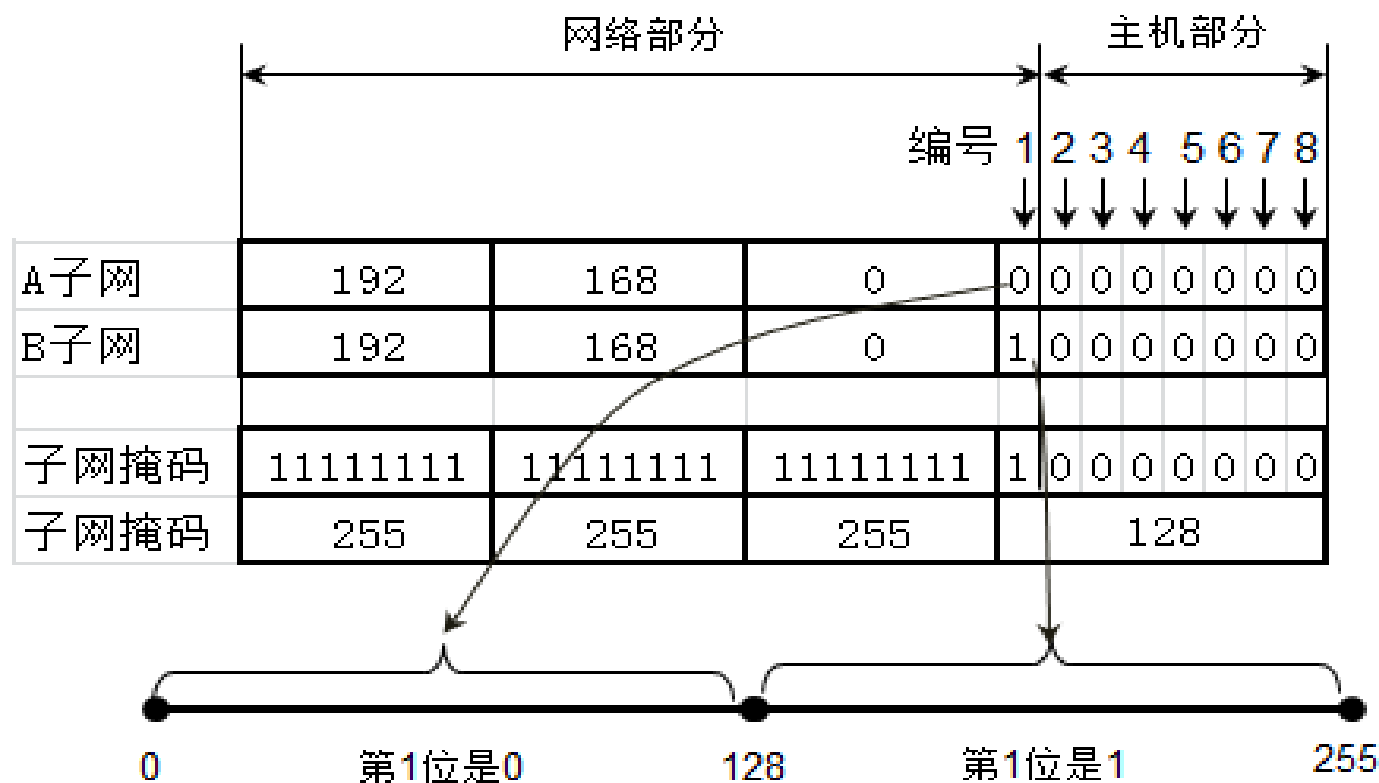 网络部分 主机部分
编号 1 2 3 4 5 6 7 8
A子网 192 168 0 0 0 0 0 0 0 0 0
B子网 192 168 0 1 0 0 0 0 0 0 0
子网掩码 11111111 11111111 11111111 1 0 0 0 0 0 0 0
子网掩码 255 255 255 128
0 第1位是0 128 第1位是1 255